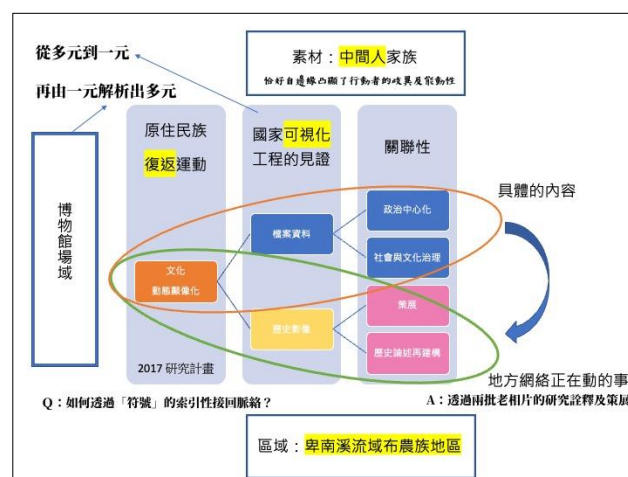 從多元到一元
再由一元解析出多元
素材：中間人家族
恰好自邊緣凸顯了行動者的歧異及能動性
博物館場域
原住民族
復返運動
國家可視化
工程的見證
關聯性
具體的內容
政治中心化
檔案資料
社會與文化治理
文化
動態顯像化
策展
歷史影像
歷史論述再建構
2017 研究計畫
地方網絡正在動的事
Q：如何透過「符號」的索引性接回脈絡？
A：透過兩批老相片的研究詮釋及策展
區域：卑南溪流域布農族地區